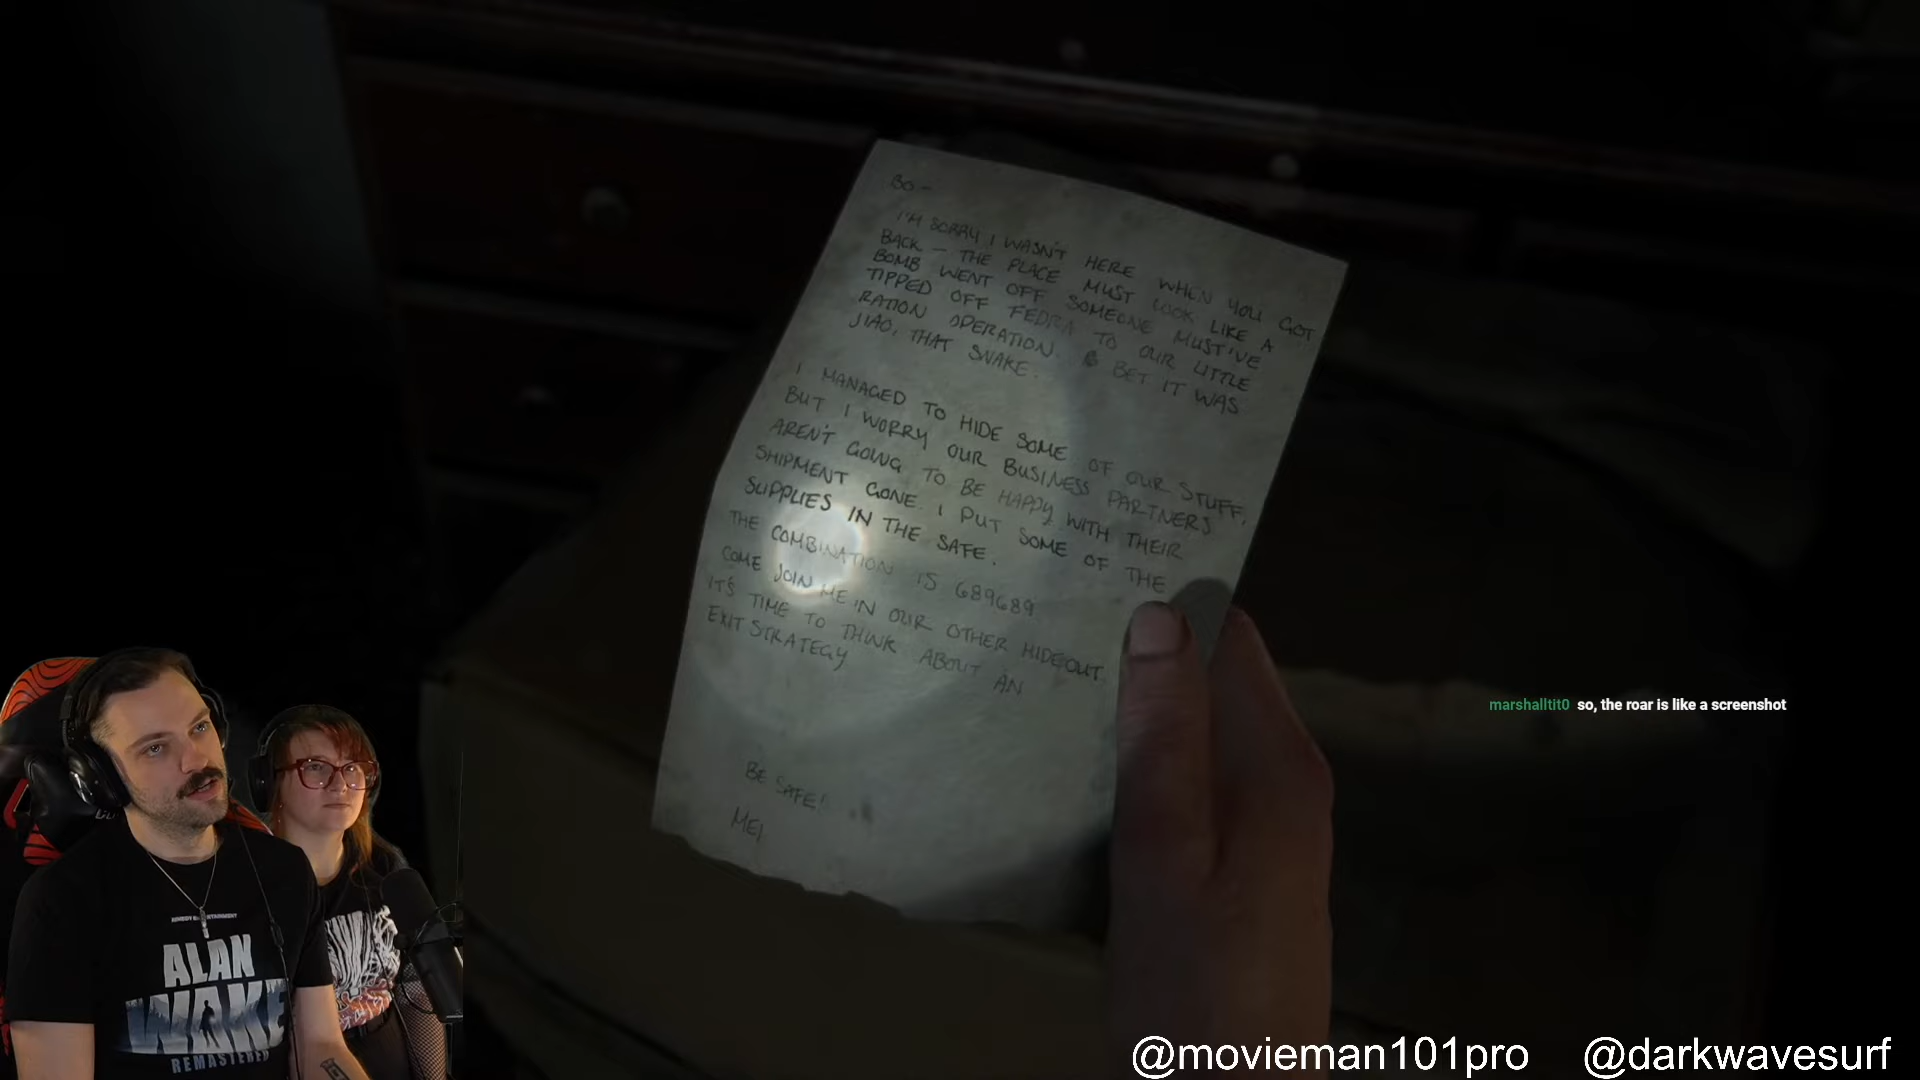 BO -
I'M SORRY I WASN'T HERE WHEN YOU GOT
BACK - THE PLACE MUST LOOK LIKE A
BOMB WENT OFF SOMEONE MUST'VE
TIPPED OFF FEDRA TO OUR LITTLE
RATION OPERATION. BET IT WAS
JIAO, THAT SNAKE.
I MANAGED TO HIDE SOME OF OUR STUFF,
BUT I WORRY OUR BUSINESS PARTNERS
AREN'T GOING TO BE HAPPY WITH THEIR
SHIPMENT GONE. I PUT SOME OF THE
SUPPLIES IN THE SAFE.
THE COMBINATION IS 689689.
COME JOIN ME IN OUR OTHER HIDEOUT.
IT'S TIME TO THINK ABOUT AN
EXIT STRATEGY
BE SAFE!
MEI
marshalltit0 so, the roar is like a screenshot
ALAN
WAKE
REMASTERED
@movieman101pro @darkwavesurf